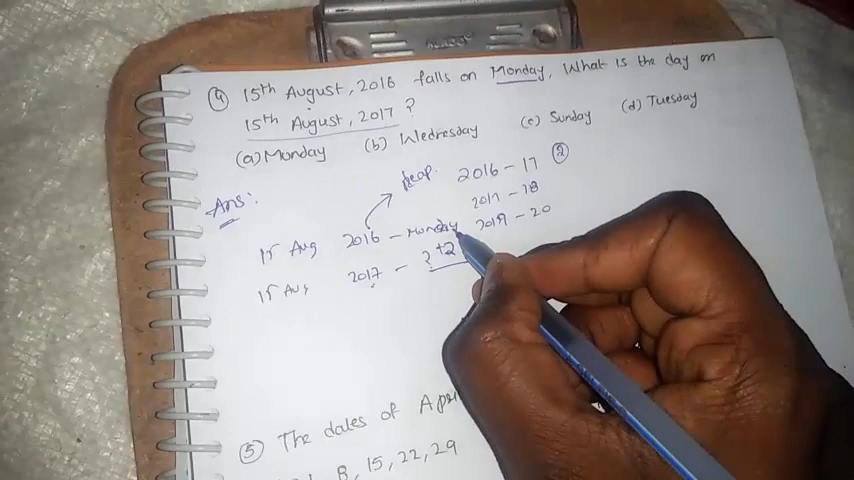 (4) 15th August, 2016 falls on Monday, What is the day on
15th August, 2017 ?
(a) Monday (b) Wednesday (c) Sunday (d) Tuesday
Ans:
leap 2016 - 17 (2)
2017 - 18
15 Aug 2016 - Monday 2019 - 20
15 Aug 2017 - ? +2
(5) The dates of Apri
8, 15, 22, 29